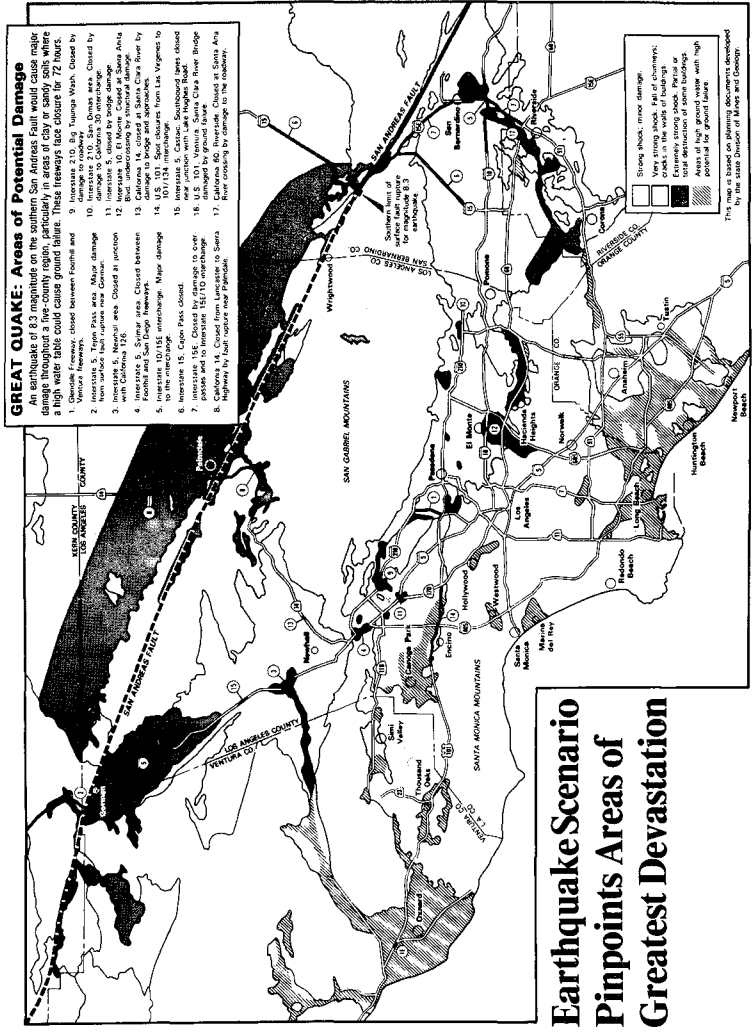 Earthquake Scenario
Pinpoints Areas of
Greatest Devastation
GREAT QUAKE: Areas of Potential Damage
An earthquake of 8.3 magnitude on the southern San Andreas Fault would cause major
damage throughout a five-county region, particularly in areas of clay or sandy soils where
a high water table could cause ground failure. These freeways face closure for 72 hours.
1. Glendale Freeway, closed between Foothill and
Ventura freeways.
2 Interstate 5, Tejon Pass area. Major damage
from surface fault rupture near Gorman.
3. Interstate 5, Newhall area. Closed at junction
with California 126.
4. Interstate 5, Sylmar area. Closed between
Foothill and San Diego freeways.
5. Interstate 10/15E interchange. Major damage
to the interchange.
6. Interstate 15, Cajon Pass closed.
7. Interstate 15E. Closed by damage to over-
passes and to Interstate 15E/10 interchange.
8. California 14. Closed from Lancaster to Sierra
Highway by fault rupture near Palmdale.
9 Interstate 210, Big Tujunga Wash. Closed by
damage to roadway
10. Interstate 210, San Dimas area. Closed by
damage to California 30 interchange.
11 Interstate 5, closed by bridge damage.
12. Interstate 10, El Monte Closed at Santa Anita
Blvd. undercrossing by structural damage.
13 California 14, closed at Santa Clara River by
damage to bridge and approaches.
14. U.S. 101. Spot closures from Las Virgenes to
101/134 interchange.
15 Interstate 5, Castaic. Southbound lanes closed
near junction with Lake Hughes Road.
16. U.S. 101, Ventura. Santa Clara River Bridge
damaged by ground failure.
17. California 60, Riverside. Closed at Santa Ana
River crossing by damage to the roadway.
KERN COUNTY
LOS ANGELES COUNTY
SAN ANDREAS FAULT
SAN ANDREAS FAULT
Gorman
Palmdale
LOS ANGELES COUNTY
VENTURA CO
Newhall
SAN GABRIEL MOUNTAINS
Wrightwood
Southern limit of
surface fault rupture
for magnitude 8.3
earthquake
LOS ANGELES CO
SAN BERNARDINO CO
San
Bernardino
Riverside
Corona
RIVERSIDE CO
ORANGE COUNTY
Pomona
Simi
Valley
Thousand
Oaks
Oxnard
VENTURA CO
L A CO
Canoga Park
Encino
SANTA MONICA MOUNTAINS
Hollywood
Westwood
Santa
Monica
Marina
del Rey
Pasadena
El Monte
Los
Angeles
Hacienda
Heights
Norwalk
ORANGE CO
Redondo
Beach
Long Beach
Anaheim
Tustin
Huntington
Beach
Newport
Beach
Strong shock; minor damage.
Very strong shock. Fall of chimneys;
cracks in the walls of buildings.
Extremely strong shock. Partial or
total destruction of some buildings
Areas of high ground water with high
potential for ground failure.
This map is based on planning documents developed
by the state Division of Mines and Geology.